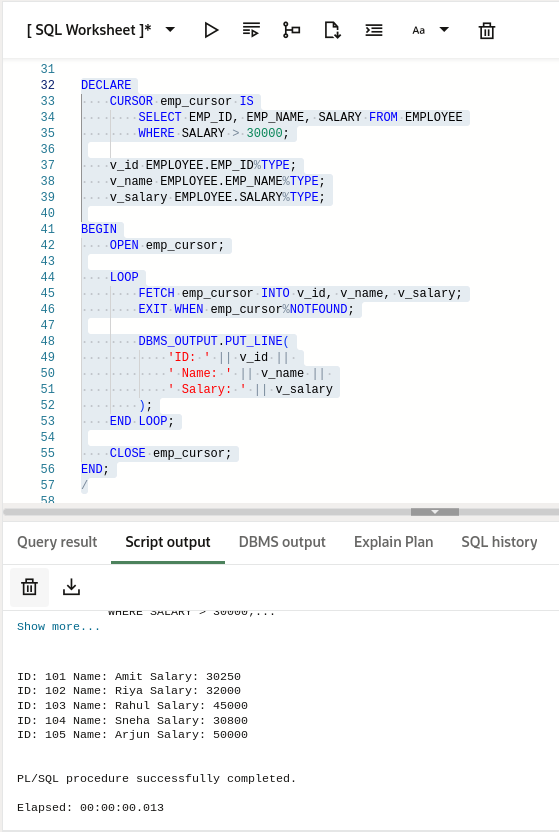 [ SQL Worksheet ]*
Aa
31
32 DECLARE
33     CURSOR emp_cursor IS
34         SELECT EMP_ID, EMP_NAME, SALARY FROM EMPLOYEE
35         WHERE SALARY > 30000;
36
37     v_id EMPLOYEE.EMP_ID%TYPE;
38     v_name EMPLOYEE.EMP_NAME%TYPE;
39     v_salary EMPLOYEE.SALARY%TYPE;
40
41 BEGIN
42     OPEN emp_cursor;
43
44     LOOP
45         FETCH emp_cursor INTO v_id, v_name, v_salary;
46         EXIT WHEN emp_cursor%NOTFOUND;
47
48         DBMS_OUTPUT.PUT_LINE(
49             'ID: ' || v_id ||
50             ' Name: ' || v_name ||
51             ' Salary: ' || v_salary
52         );
53     END LOOP;
54
55     CLOSE emp_cursor;
56 END;
57 /
58
Query result Script output DBMS output Explain Plan SQL history
WHERE SALARY > 30000;...
Show more...
ID: 101 Name: Amit Salary: 30250
ID: 102 Name: Riya Salary: 32000
ID: 103 Name: Rahul Salary: 45000
ID: 104 Name: Sneha Salary: 30800
ID: 105 Name: Arjun Salary: 50000
PL/SQL procedure successfully completed.
Elapsed: 00:00:00.013